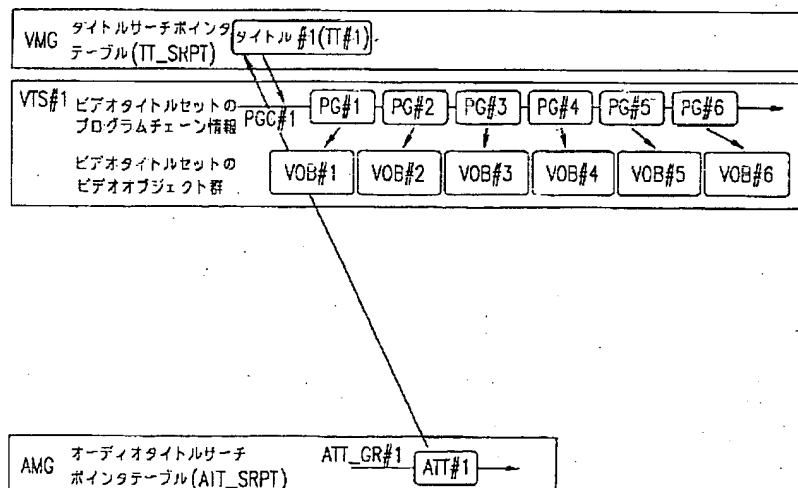 VMG タイトルサーチポインタ
テーブル(TT_SRPT)
タイトル #1(TT#1)
VTS#1 ビデオタイトルセットの
プログラムチェーン情報
PGC#1
PG#1 PG#2 PG#3 PG#4 PG#5 PG#6
ビデオタイトルセットの
ビデオオブジェクト群
VOB#1 VOB#2 VOB#3 VOB#4 VOB#5 VOB#6
AMG オーディオタイトルサーチ
ポインタテーブル(AIT_SRPT)
ATT_GR#1
ATT#1